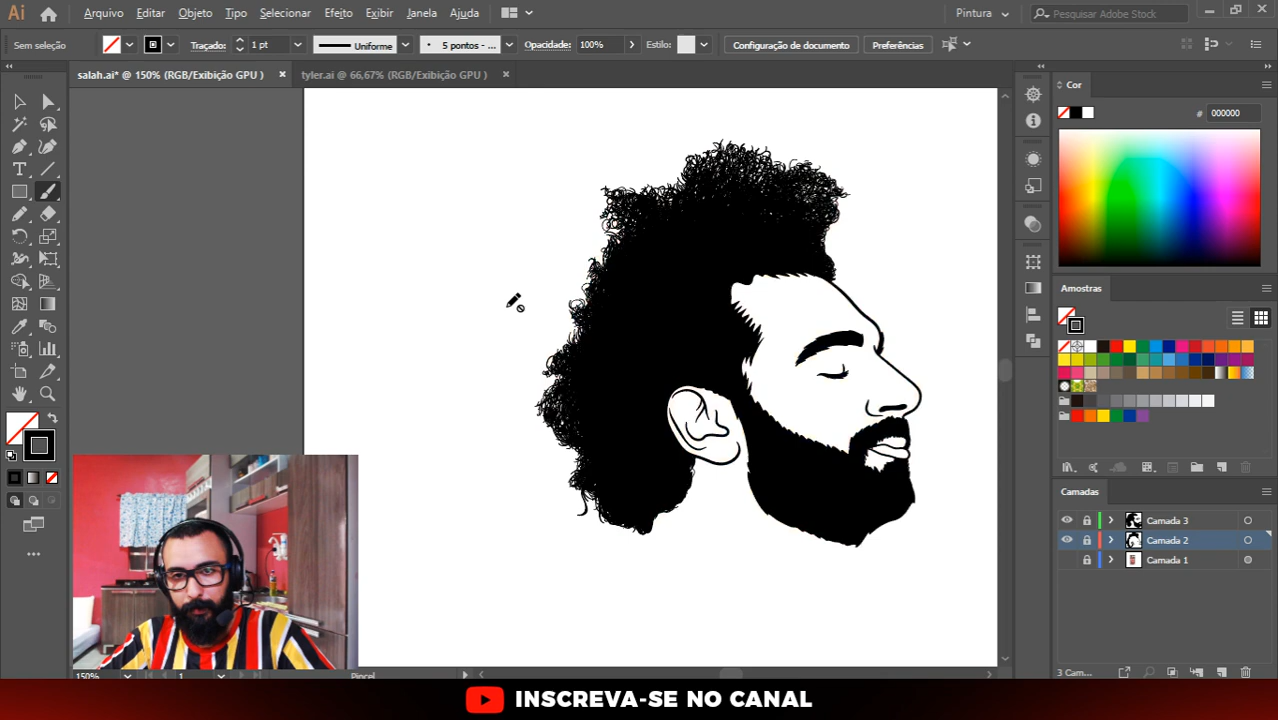 Ai
Arquivo Editar Objeto Tipo Selecionar Efeito Exibir Janela Ajuda
Pintura
Pesquisar Adobe Stock
Sem seleção
Traçado: 1 pt
Uniforme
5 pontos - ...
Opacidade: 100%
Estilo:
Configuração de documento
Preferências
salah.ai* @ 150% (RGB/Exibição GPU )
tyler.ai @ 66,67% (RGB/Exibição GPU )
Cor
# 000000
Amostras
Camadas
Camada 3
Camada 2
Camada 1
3 Cam...
150%
1
Pincel
INSCREVA-SE NO CANAL